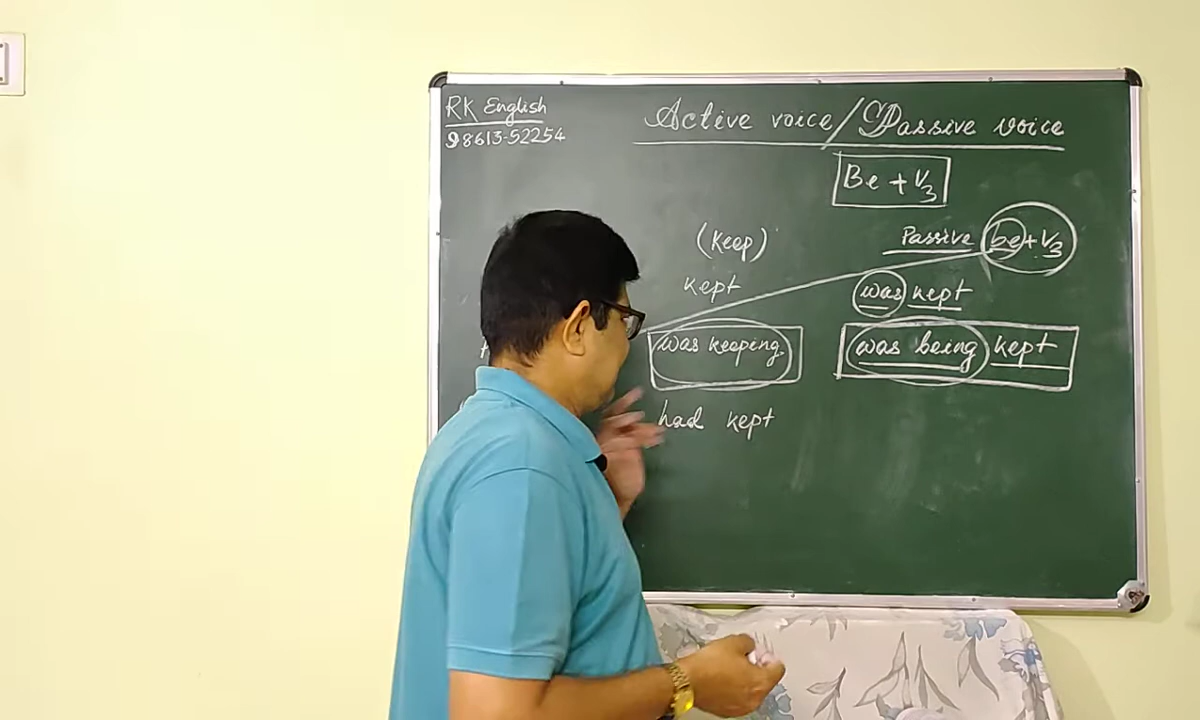 RK English
98613-52254
Active voice/Passive voice
Be + V3
(Keep) Passive be+V3
kept was kept
was keeping was being kept
had kept